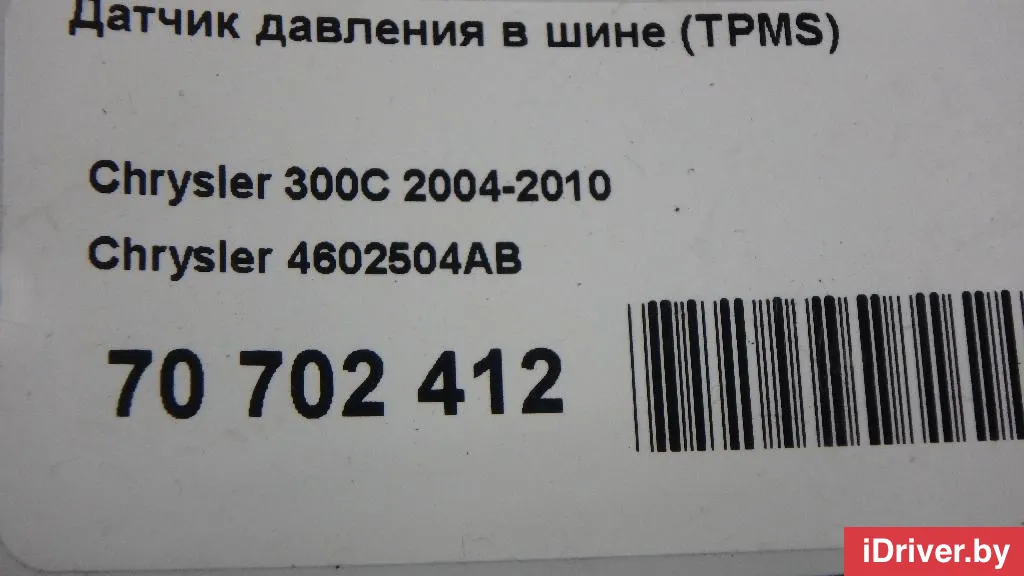 Датчик давления в шине (TPMS)
Chrysler 300C 2004-2010
Chrysler 4602504AB
70 702 412
iDriver.by